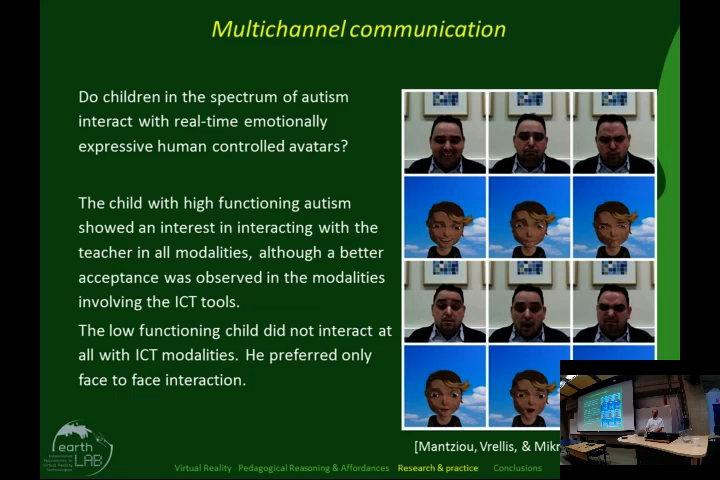 Multichannel communication
Do children in the spectrum of autism
interact with real-time emotionally
expressive human controlled avatars?
The child with high functioning autism
showed an interest in interacting with the
teacher in all modalities, although a better
acceptance was observed in the modalities
involving the ICT tools.
The low functioning child did not interact at
all with ICT modalities. He preferred only
face to face interaction.
[Mantziou, Vrellis, & Mikr
earth
LAB
Virtual Reality Pedagogical Reasoning & Affordances Research & practice Conclusions